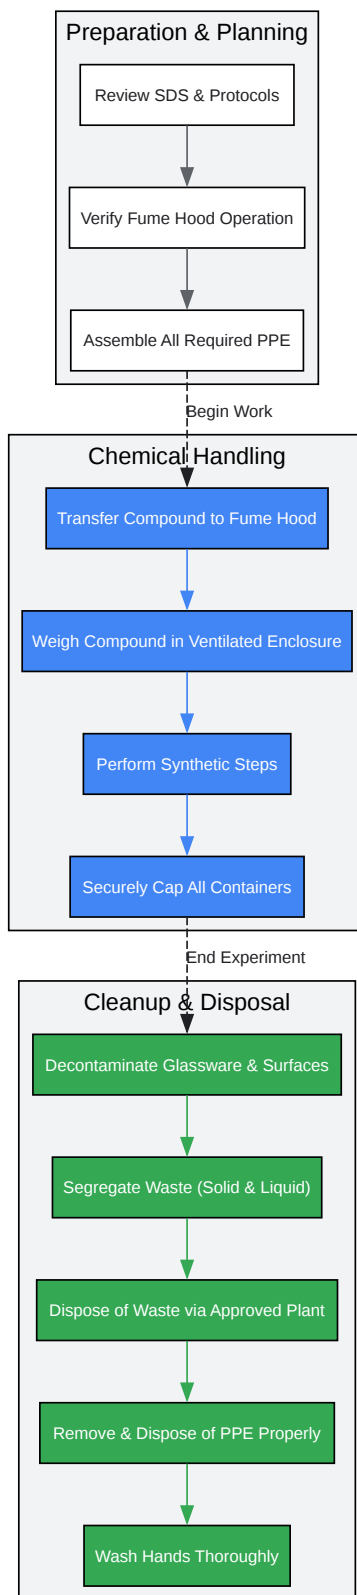 Preparation & Planning
Review SDS & Protocols
Verify Fume Hood Operation
Assemble All Required PPE
Begin Work
Chemical Handling
Transfer Compound to Fume Hood
Weigh Compound in Ventilated Enclosure
Perform Synthetic Steps
Securely Cap All Containers
End Experiment
Cleanup & Disposal
Decontaminate Glassware & Surfaces
Segregate Waste (Solid & Liquid)
Dispose of Waste via Approved Plant
Remove & Dispose of PPE Properly
Wash Hands Thoroughly